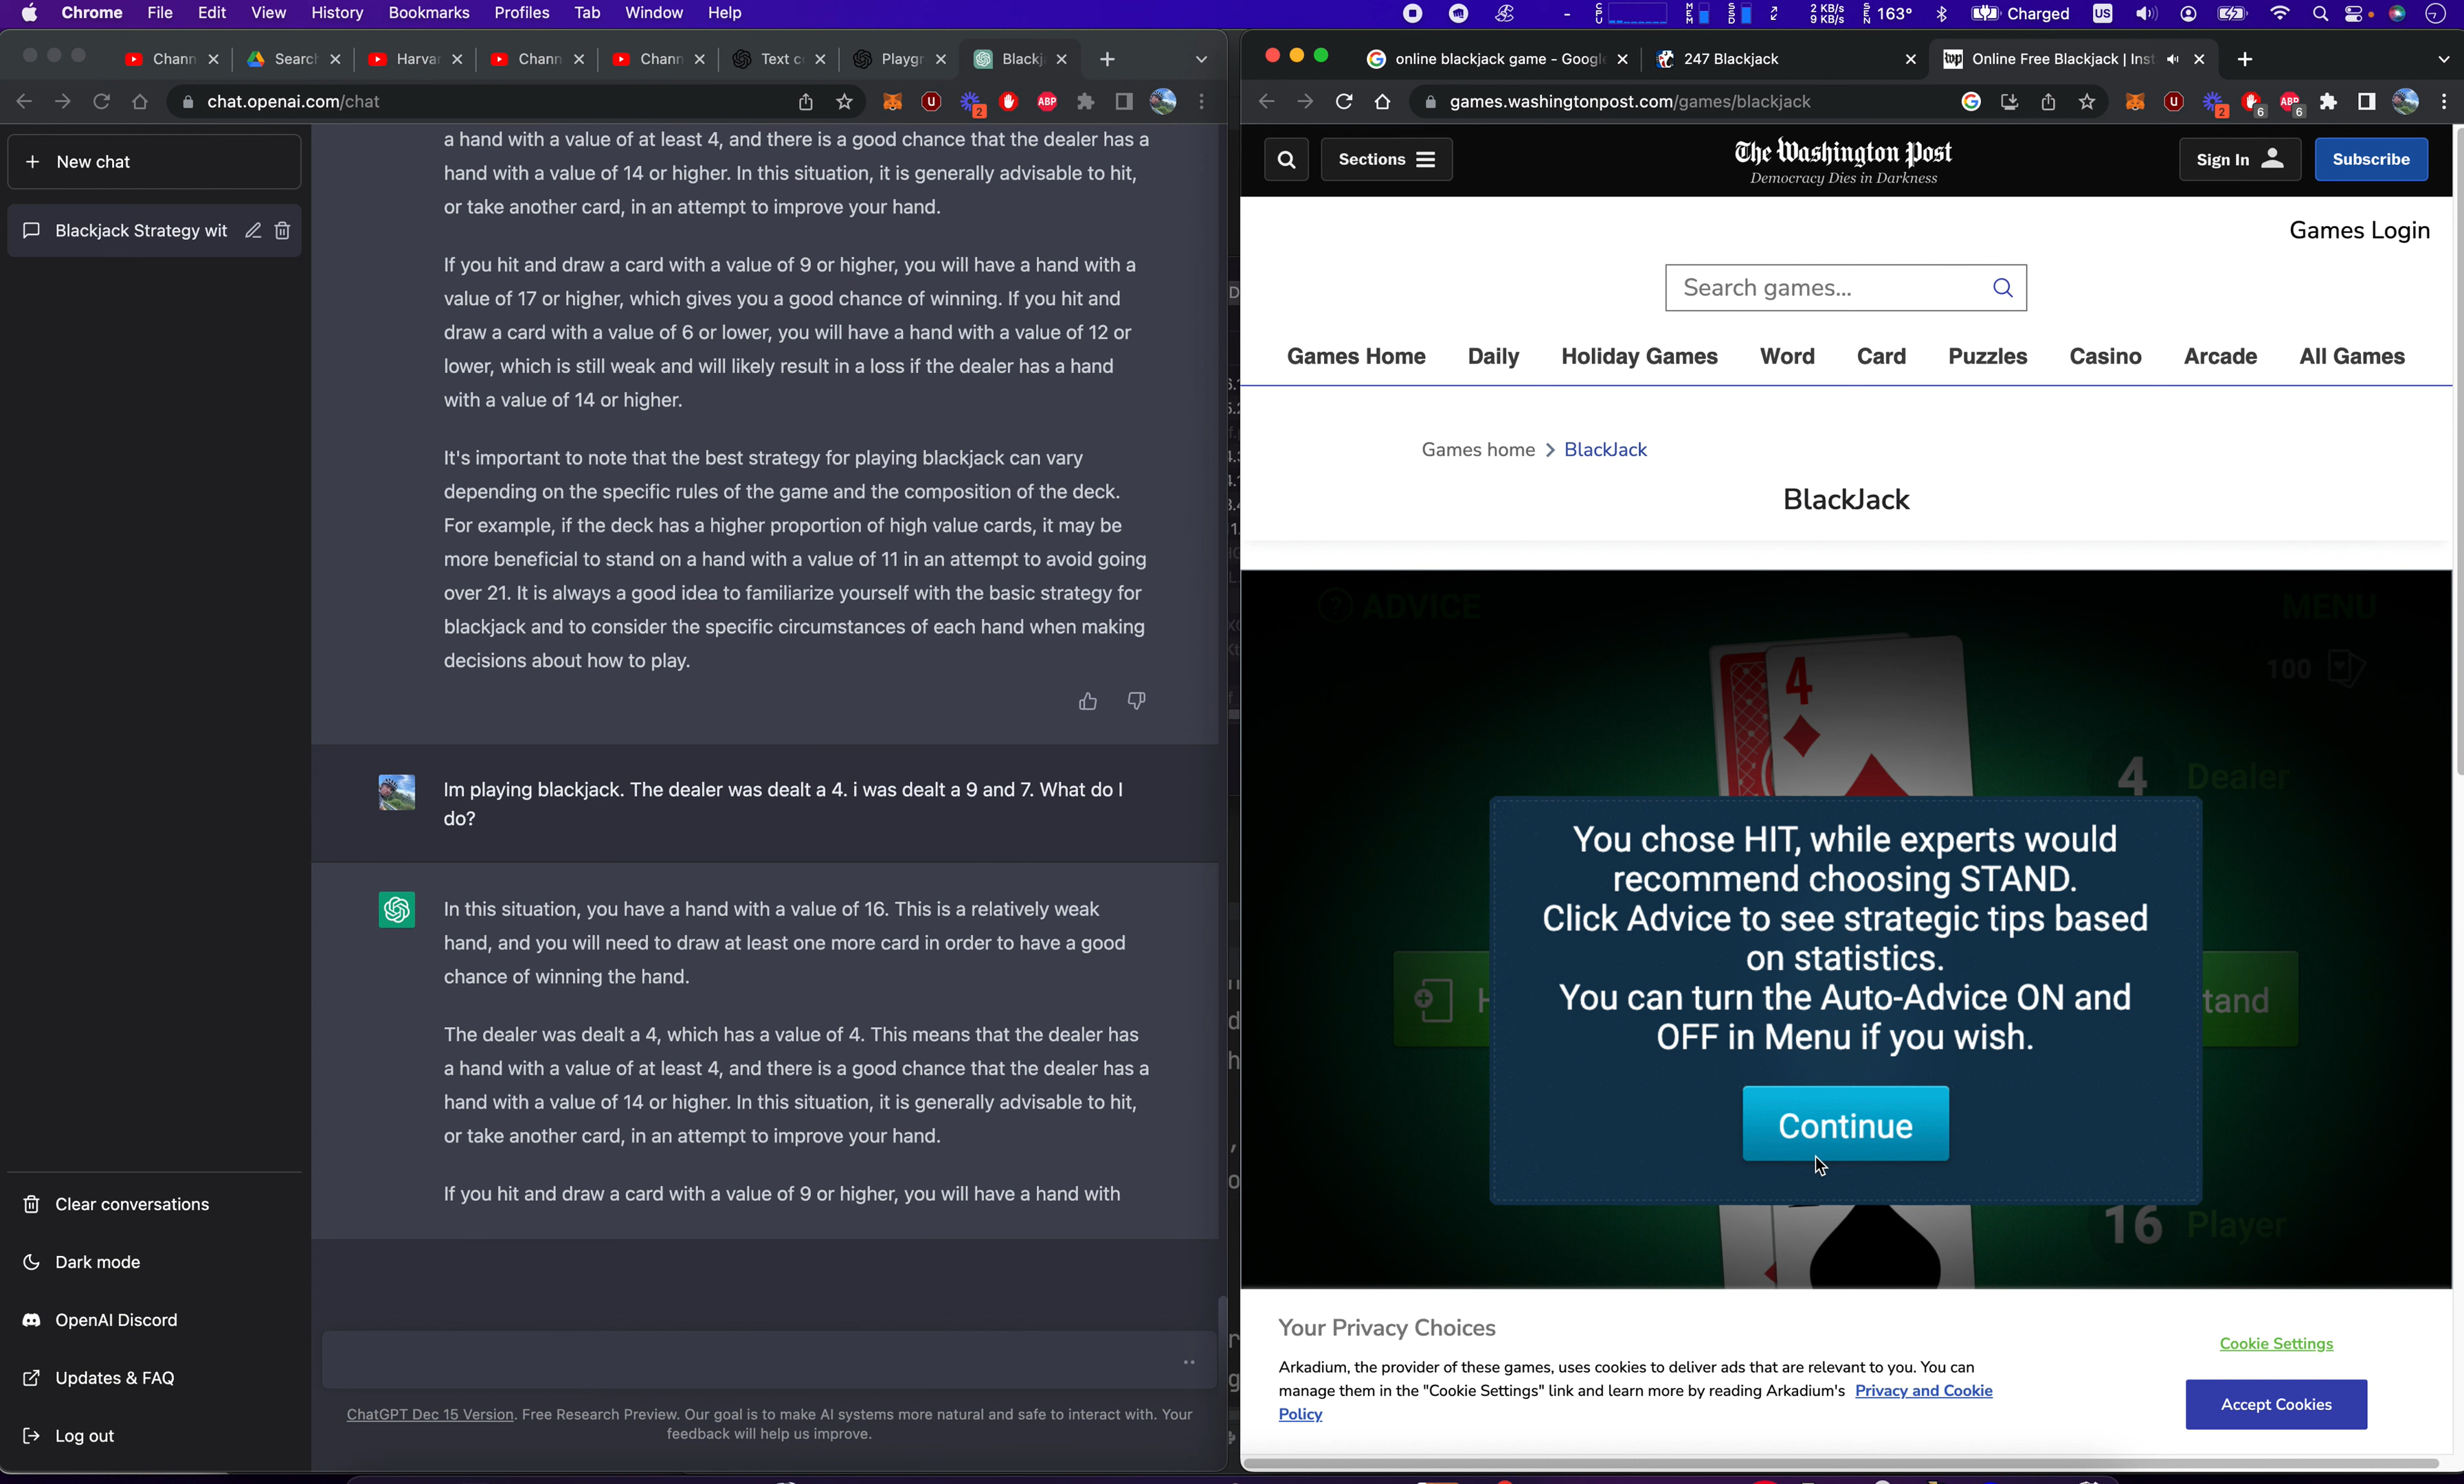 Chrome File Edit View History Bookmarks Profiles Tab Window Help
2 KB/s
9 KB/s
163° Charged US
Chann Search Harvar Chann Chann Text c Playgr Blackj
chat.openai.com/chat
New chat
Blackjack Strategy wit
a hand with a value of at least 4, and there is a good chance that the dealer has a
hand with a value of 14 or higher. In this situation, it is generally advisable to hit,
or take another card, in an attempt to improve your hand.
If you hit and draw a card with a value of 9 or higher, you will have a hand with a
value of 17 or higher, which gives you a good chance of winning. If you hit and
draw a card with a value of 6 or lower, you will have a hand with a value of 12 or
lower, which is still weak and will likely result in a loss if the dealer has a hand
with a value of 14 or higher.
It's important to note that the best strategy for playing blackjack can vary
depending on the specific rules of the game and the composition of the deck.
For example, if the deck has a higher proportion of high value cards, it may be
more beneficial to stand on a hand with a value of 11 in an attempt to avoid going
over 21. It is always a good idea to familiarize yourself with the basic strategy for
blackjack and to consider the specific circumstances of each hand when making
decisions about how to play.
Im playing blackjack. The dealer was dealt a 4. i was dealt a 9 and 7. What do I
do?
In this situation, you have a hand with a value of 16. This is a relatively weak
hand, and you will need to draw at least one more card in order to have a good
chance of winning the hand.
The dealer was dealt a 4, which has a value of 4. This means that the dealer has
a hand with a value of at least 4, and there is a good chance that the dealer has a
hand with a value of 14 or higher. In this situation, it is generally advisable to hit,
or take another card, in an attempt to improve your hand.
If you hit and draw a card with a value of 9 or higher, you will have a hand with
Clear conversations
Dark mode
OpenAI Discord
Updates & FAQ
Log out
ChatGPT Dec 15 Version. Free Research Preview. Our goal is to make AI systems more natural and safe to interact with. Your
feedback will help us improve.
online blackjack game - Google 247 Blackjack Online Free Blackjack | Inst
games.washingtonpost.com/games/blackjack
Sections
The Washington Post
Democracy Dies in Darkness
Sign In
Subscribe
Games Login
Search games...
Games Home Daily Holiday Games Word Card Puzzles Casino Arcade All Games
Games home > BlackJack
BlackJack
? ADVICE
MENU
100
4
4 Dealer
You chose HIT, while experts would
recommend choosing STAND.
Click Advice to see strategic tips based
on statistics.
You can turn the Auto-Advice ON and
OFF in Menu if you wish.
Continue
H
tand
16 Player
Your Privacy Choices
Arkadium, the provider of these games, uses cookies to deliver ads that are relevant to you. You can
manage them in the "Cookie Settings" link and learn more by reading Arkadium's Privacy and Cookie
Policy
Cookie Settings
Accept Cookies